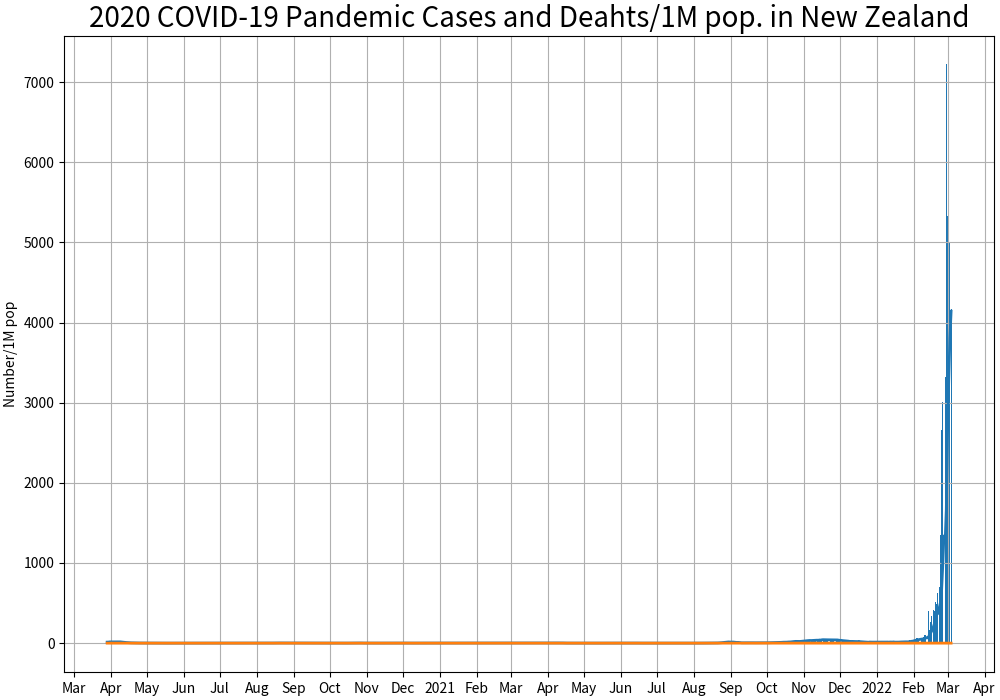 2020 COVID-19 Pandemic Cases and Deahts/1M pop. in New Zealand
7000
6000
5000
4000
3000
2000
1000
0
Number/1M pop
Mar Apr May Jun Jul Aug Sep Oct Nov Dec 2021 Feb Mar Apr May Jun Jul Aug Sep Oct Nov Dec 2022 Feb Mar Apr